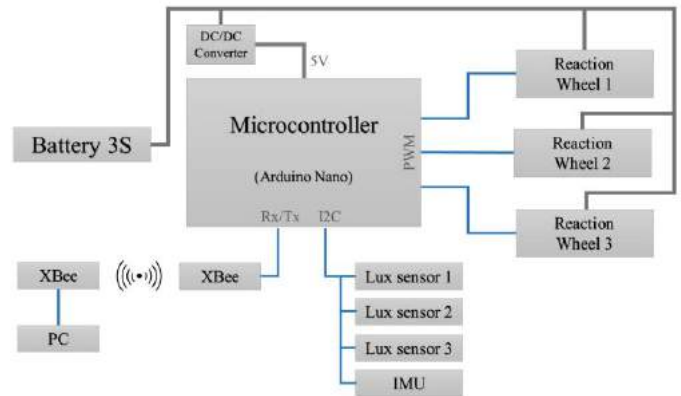 DC/DC
Converter
5V
Reaction
Wheel 1
Microcontroller
(Arduino Nano)
PWM
Battery 3S
Reaction
Wheel 2
Rx/Tx
I2C
Reaction
Wheel 3
XBee
XBee
Lux sensor 1
Lux sensor 2
PC
Lux sensor 3
IMU